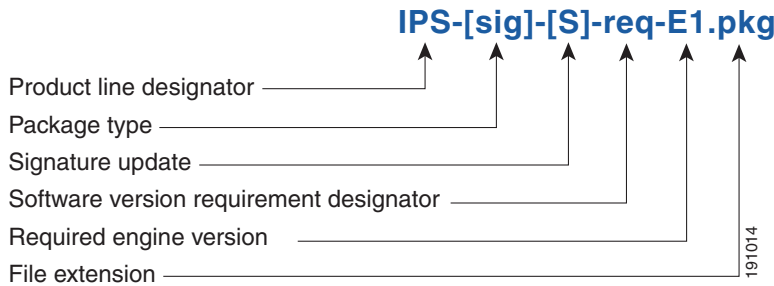 IPS-[sig]-[S]-req-E1.pkg
Product line designator
Package type
Signature update
Software version requirement designator
Required engine version
File extension
191014